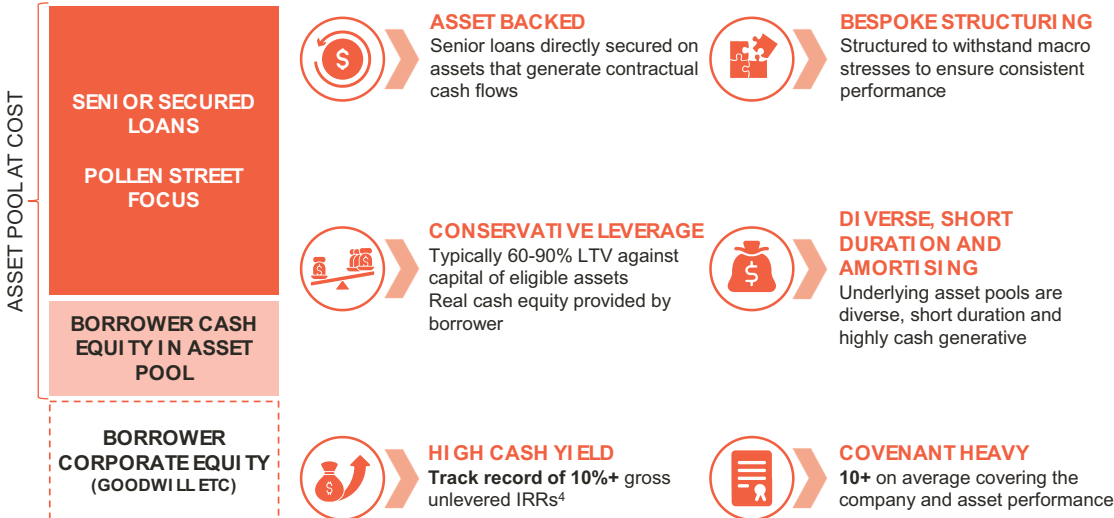 ASSET POOL AT COST
SENIOR SECURED
LOANS
POLLEN STREET
FOCUS
BORROWER CASH
EQUITY IN ASSET
POOL
BORROWER
CORPORATE EQUITY
(GOODWILL ETC)
ASSET BACKED
Senior loans directly secured on
assets that generate contractual
cash flows
BESPOKE STRUCTURING
Structured to withstand macro
stresses to ensure consistent
performance
CONSERVATIVE LEVERAGE
Typically 60-90% LTV against
capital of eligible assets
Real cash equity provided by
borrower
DIVERSE, SHORT
DURATION AND
AMORTISING
Underlying asset pools are
diverse, short duration and
highly cash generative
HIGH CASH YIELD
Track record of 10%+ gross
unlevered IRRs⁴
COVENANT HEAVY
10+ on average covering the
company and asset performance